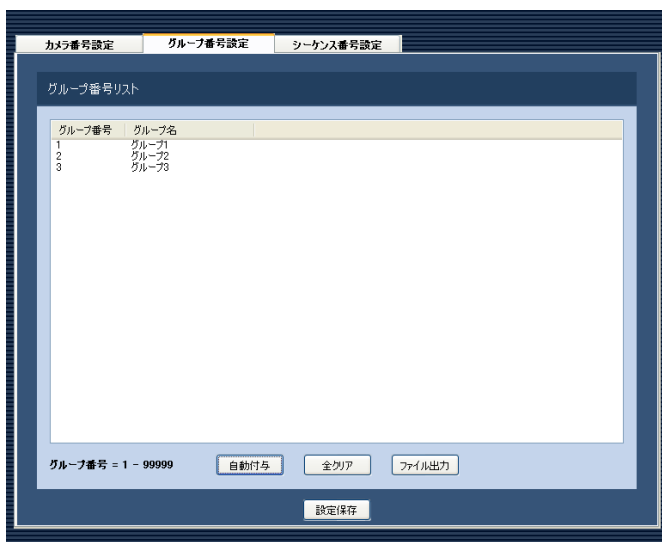 カメラ番号設定 グループ番号設定 シーケンス番号設定
グループ番号リスト
グループ番号 グループ名
1 グループ1
2 グループ2
3 グループ3
グループ番号 = 1 - 99999 自動付与 全クリア ファイル出力
設定保存